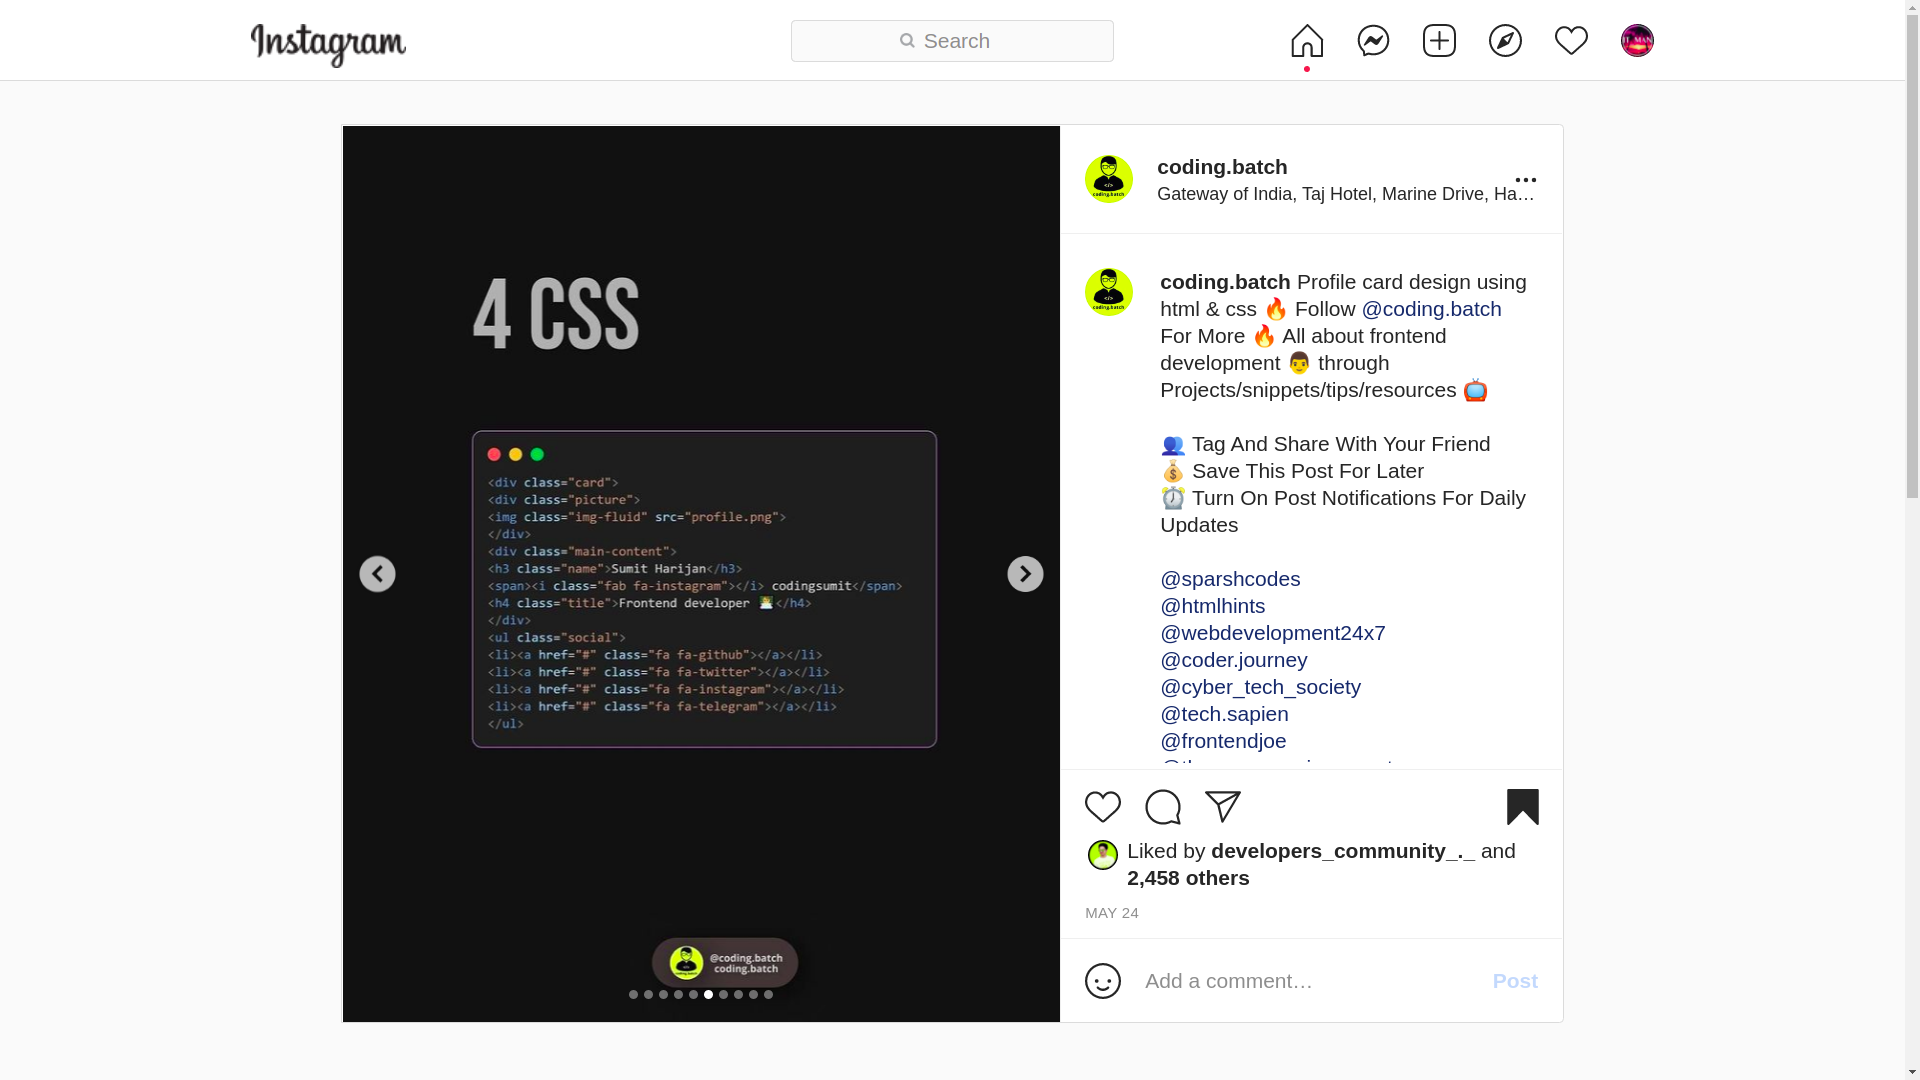 Instagram
Search
4 CSS
<div class="card">
<div class="picture">
<img class="img-fluid" src="profile.png">
</div>
<div class="main-content">
<h3 class="name">Sumit Harijan</h3>
<span><i class="fab fa-instagram"></i> codingsumit</span>
<h4 class="title">Frontend developer 👨‍💻</h4>
</div>
<ul class="social">
<li><a href="#" class="fa fa-github"></a></li>
<li><a href="#" class="fa fa-twitter"></a></li>
<li><a href="#" class="fa fa-instagram"></a></li>
<li><a href="#" class="fa fa-telegram"></a></li>
</ul>
@coding.batch
coding.batch
coding.batch
Gateway of India, Taj Hotel, Marine Drive, Ha…
coding.batch Profile card design using
html & css 🔥 Follow @coding.batch
For More 🔥 All about frontend
development 👨 through
Projects/snippets/tips/resources 📺
👥 Tag And Share With Your Friend
💰 Save This Post For Later
⏰ Turn On Post Notifications For Daily
Updates
@sparshcodes
@htmlhints
@webdevelopment24x7
@coder.journey
@cyber_tech_society
@tech.sapien
@frontendjoe
Liked by developers_community_._ and
2,458 others
MAY 24
Add a comment…
Post